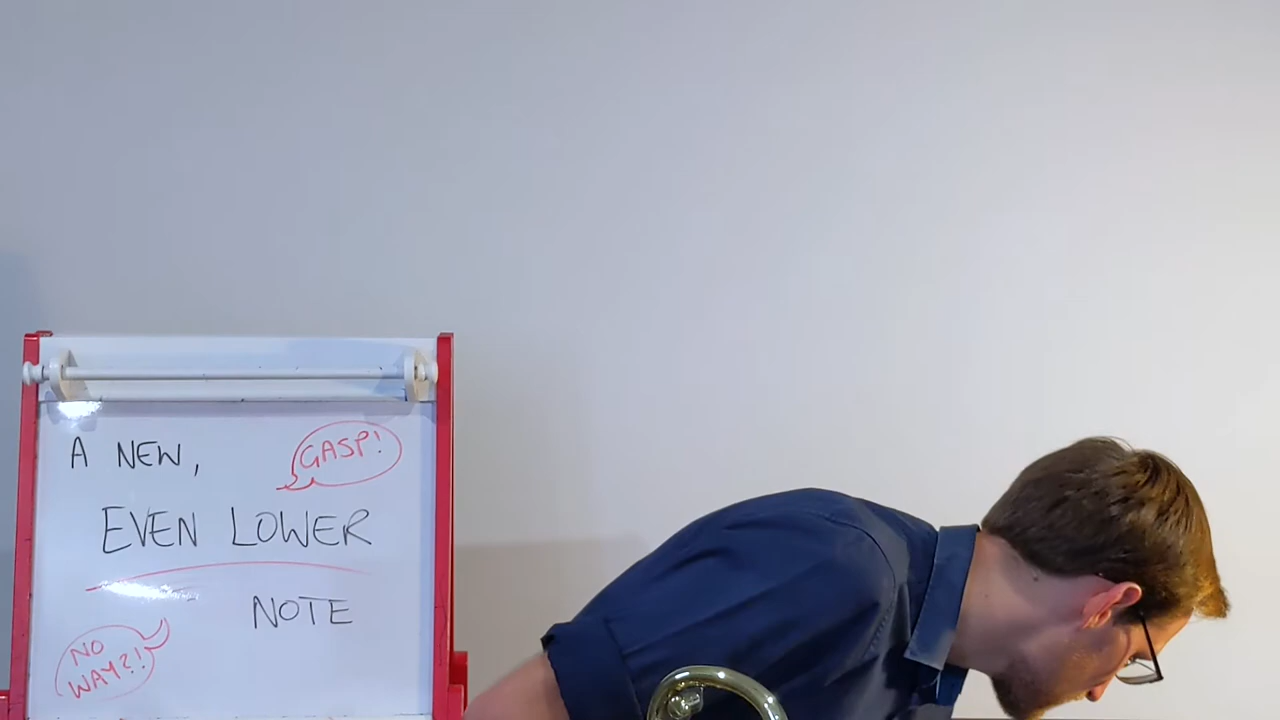 A NEW,
GASP!
EVEN LOWER
NOTE
NO
WAY?!